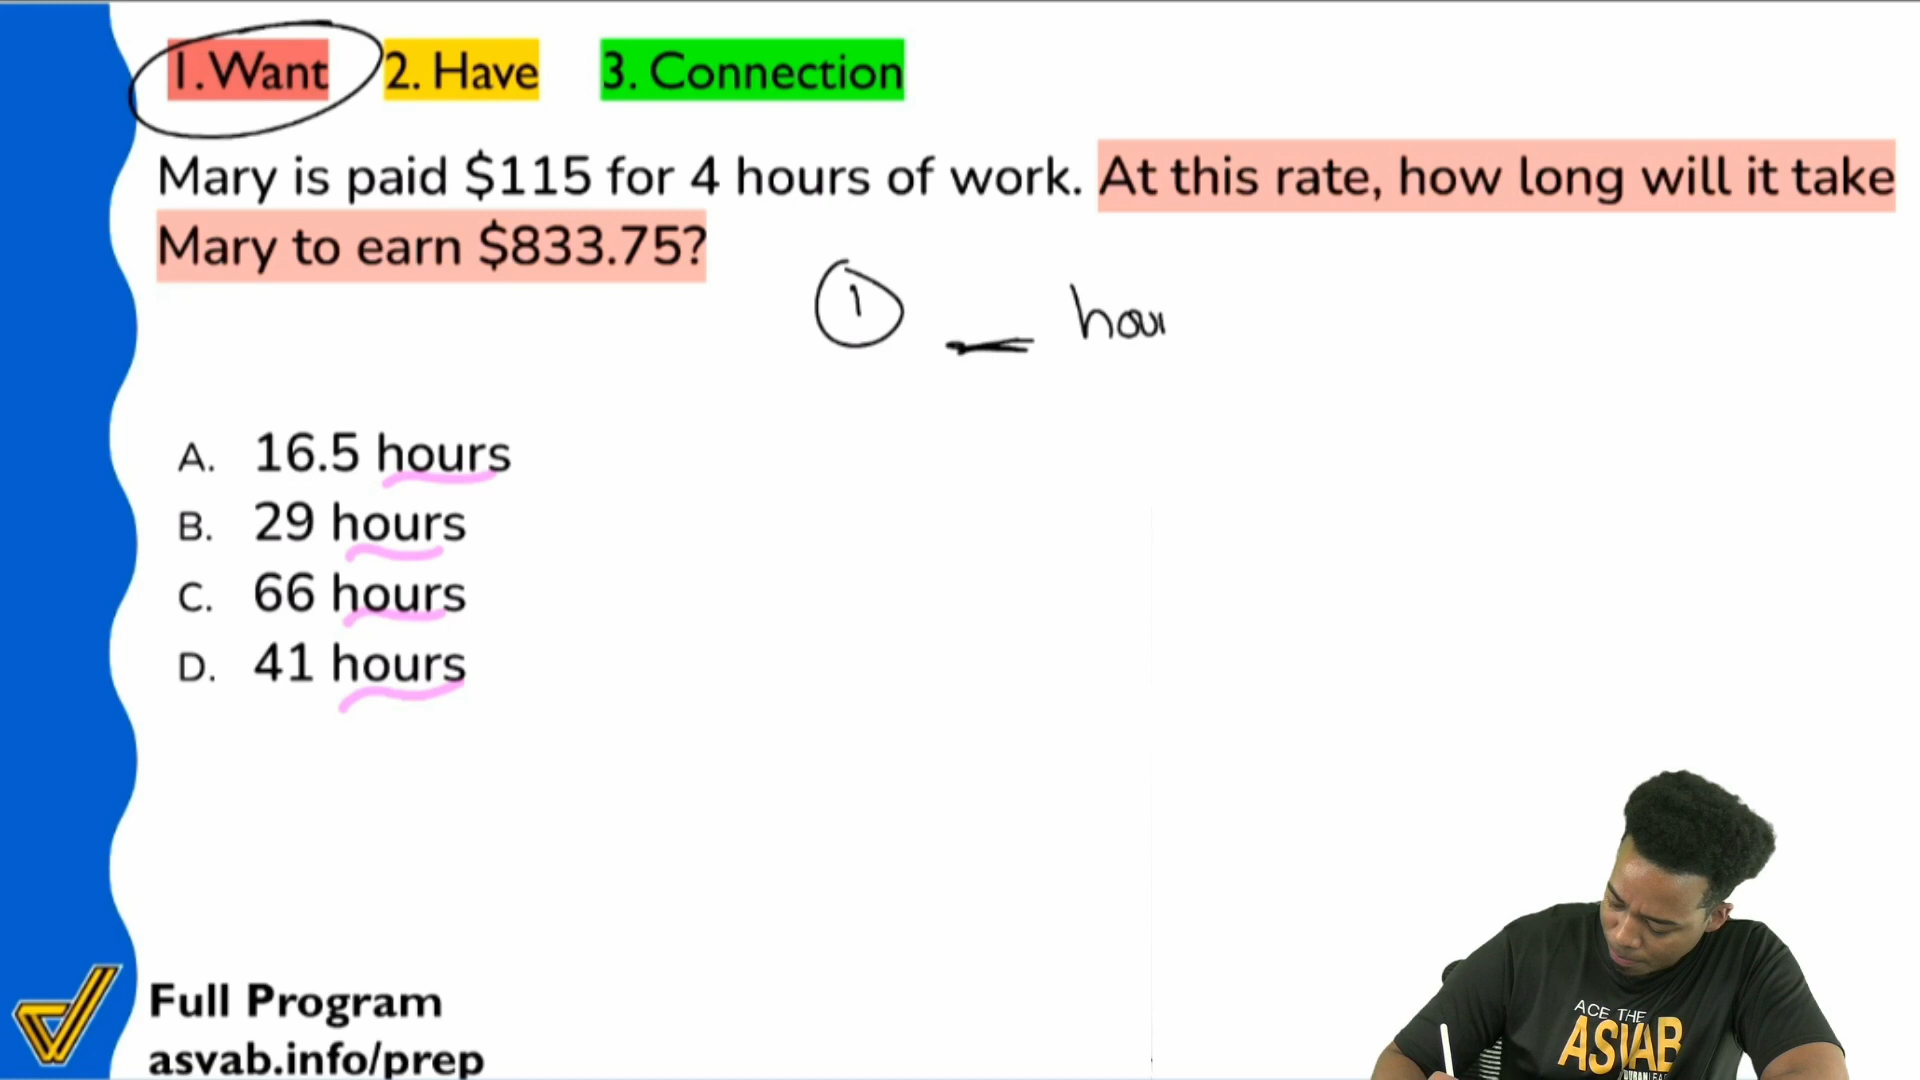 1. Want 2. Have 3. Connection
Mary is paid $115 for 4 hours of work. At this rate, how long will it take
Mary to earn $833.75?
1 __ hour
A. 16.5 hours
B. 29 hours
C. 66 hours
D. 41 hours
ACE THE
ASVAB
Full Program
asvab.info/prep